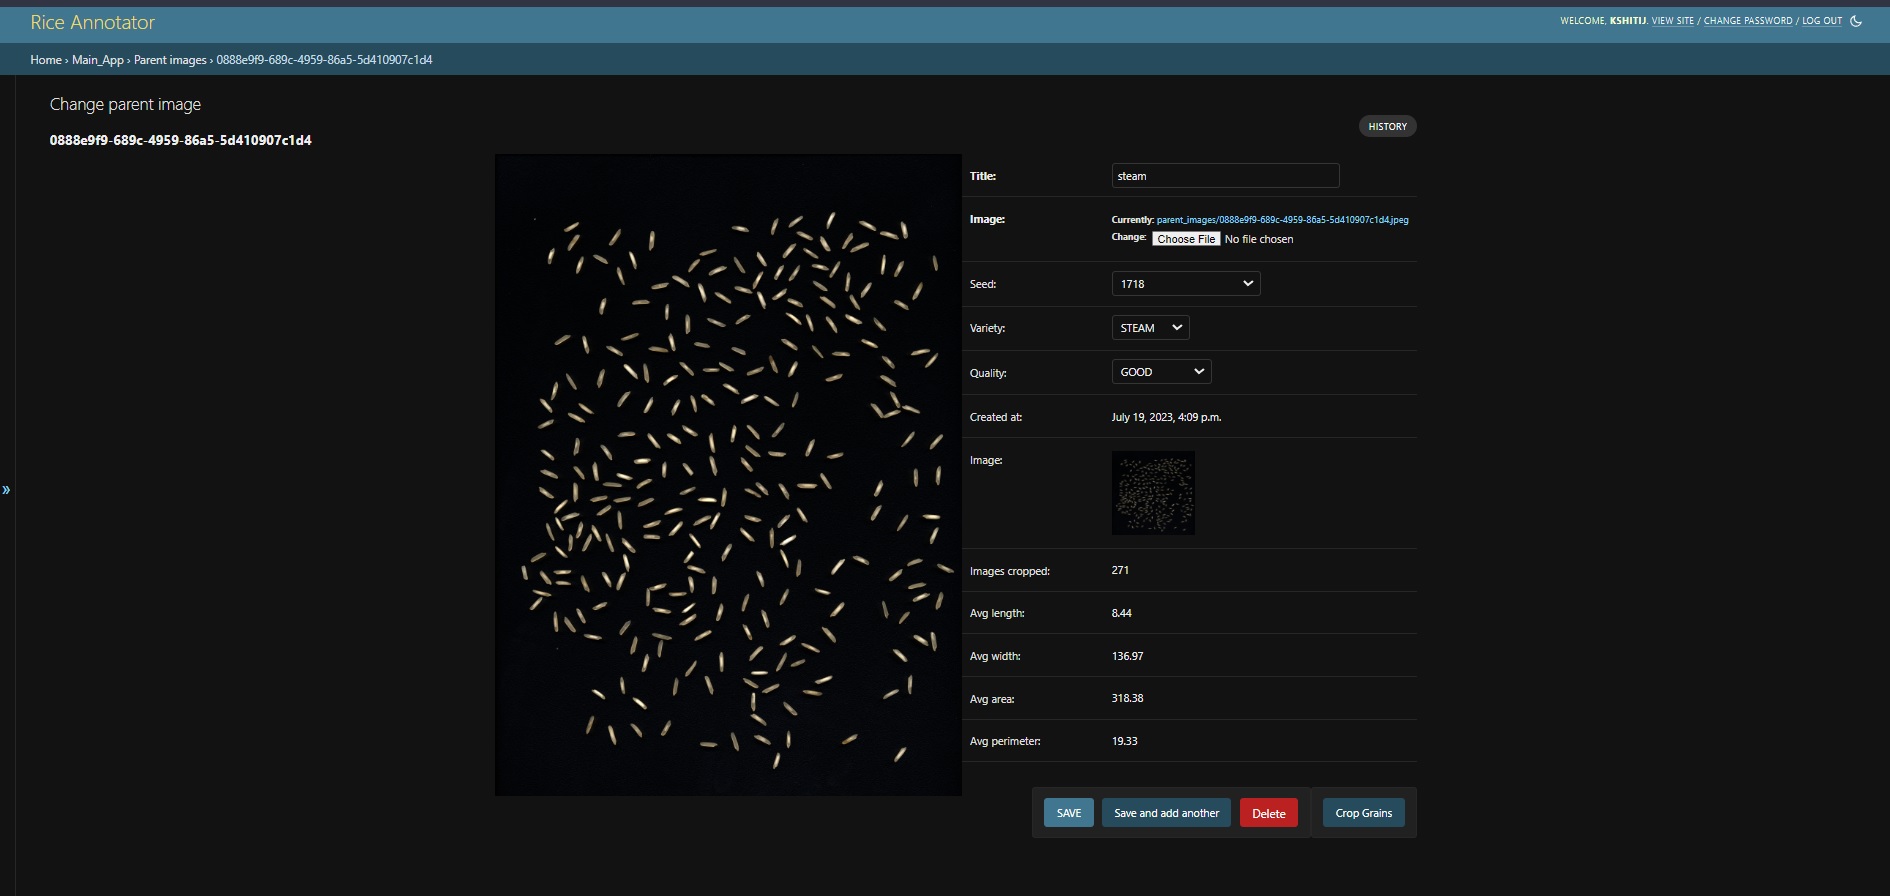 Rice Annotator
WELCOME, KSHITIJ. VIEW SITE / CHANGE PASSWORD / LOG OUT
Home › Main_App › Parent images › 0888e9f9-689c-4959-86a5-5d410907c1d4
Change parent image
HISTORY
0888e9f9-689c-4959-86a5-5d410907c1d4
Title: steam
Image: Currently: parent_images/0888e9f9-689c-4959-86a5-5d410907c1d4.jpeg
Change: Choose File No file chosen
Seed: 1718
Variety: STEAM
Quality: GOOD
Created at: July 19, 2023, 4:09 p.m.
Image:
»
Images cropped: 271
Avg length: 8.44
Avg width: 136.97
Avg area: 318.38
Avg perimeter: 19.33
SAVE Save and add another Delete Crop Grains